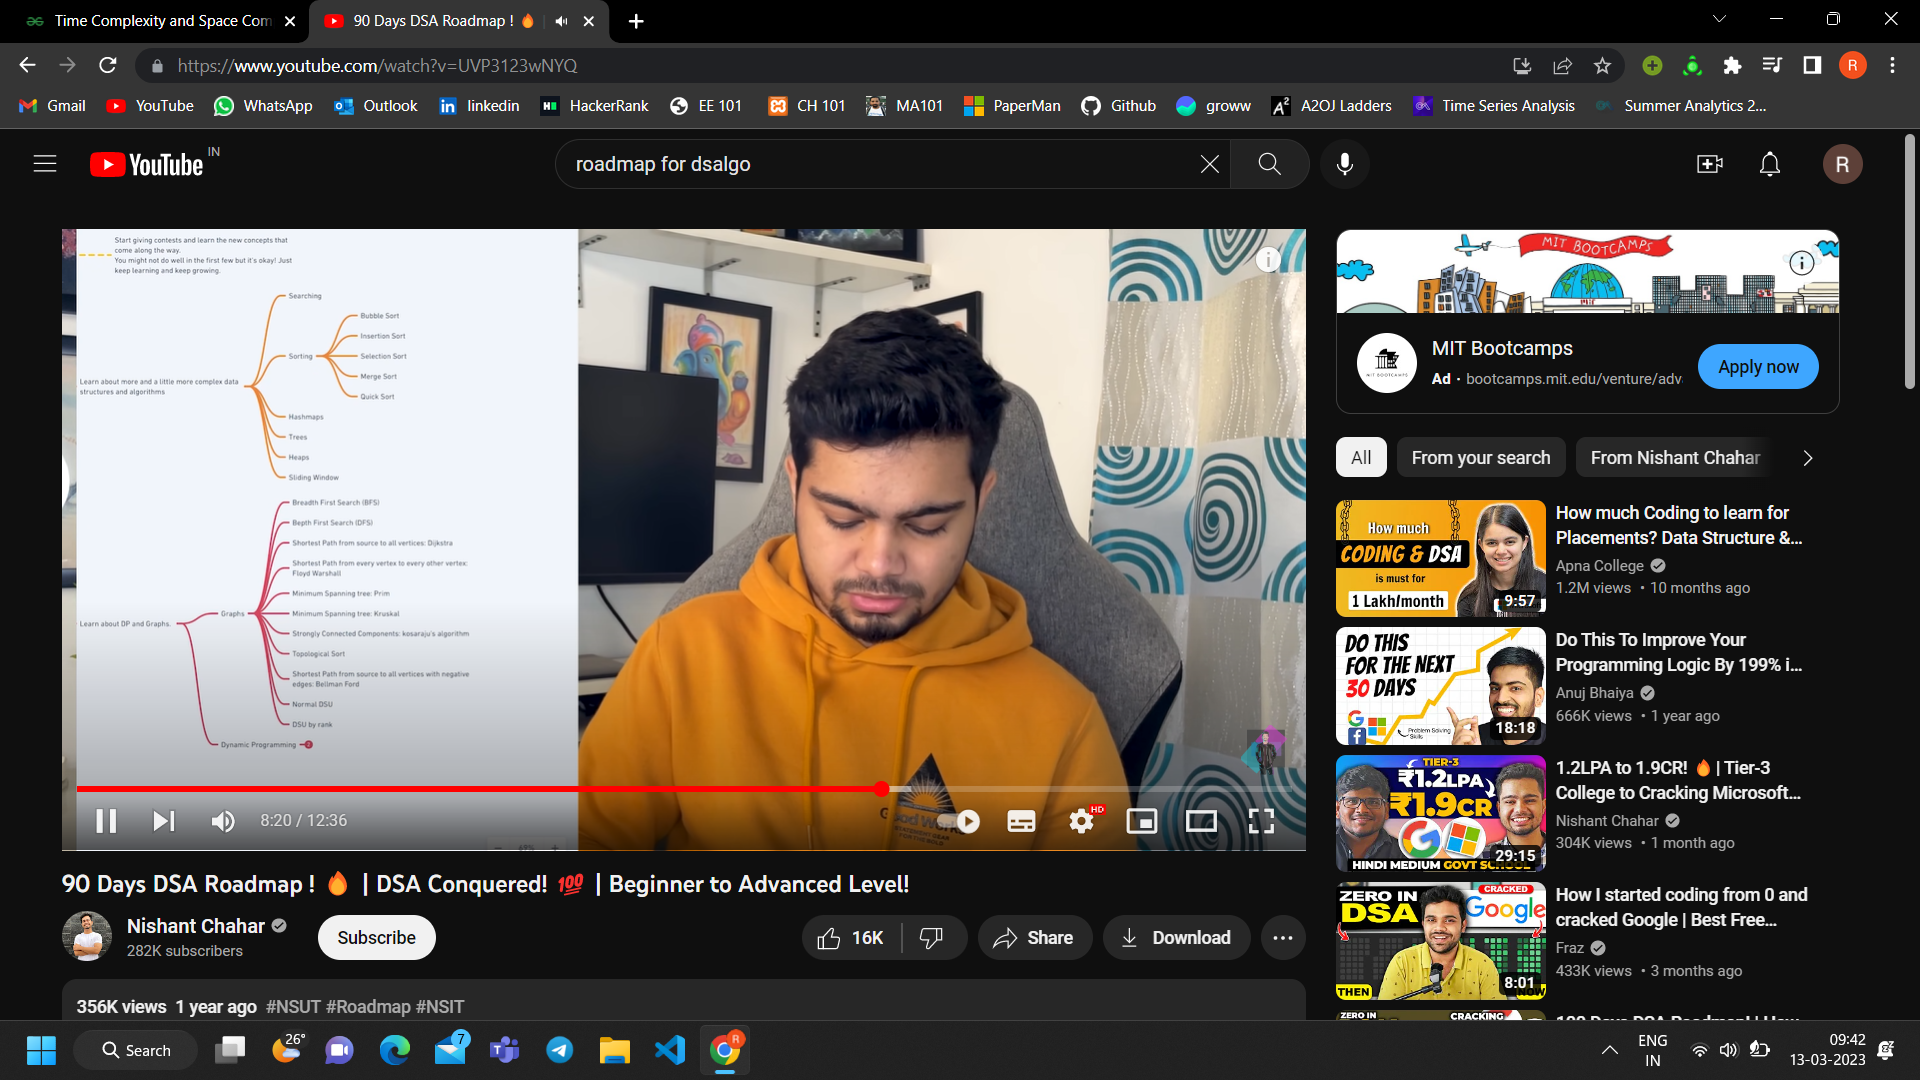 Time Complexity and Space Com
90 Days DSA Roadmap !
https://www.youtube.com/watch?v=UVP3123wNYQ
R
Gmail
YouTube
WhatsApp
Outlook
linkedin
HackerRank
EE 101
CH 101
MA101
PaperMan
Github
groww
A2OJ Ladders
Time Series Analysis
Summer Analytics 2...
YouTube IN
roadmap for dsalgo
R
Start giving contests and learn the new concepts that
come along the way.
You might not do well in the first few but it's okay! Just
keep learning and keep growing.
Searching
Bubble Sort
Insertion Sort
Sorting
Selection Sort
Merge Sort
Quick Sort
Learn about more and a little more complex data
structures and algorithms
Hashmaps
Trees
Heaps
Sliding Window
Breadth First Search (BFS)
Bepth First Search (DFS)
Shortest Path from source to all vertices: Dijkstra
Shortest Path from every vertex to every other vertex:
Floyd Warshall
Minimum Spanning tree: Prim
Graphs
Minimum Spanning tree: Kruskal
Learn about DP and Graphs.
Strongly Connected Components: kosaraju's algorithm
Topological Sort
Shortest Path from source to all vertices with negative
edges: Bellman Ford
Normal DSU
DSU by rank
Dynamic Programming
8:20 / 12:36
HD
90 Days DSA Roadmap ! 🔥 | DSA Conquered! 💯 | Beginner to Advanced Level!
Nishant Chahar
282K subscribers
Subscribe
16K
Share
Download
356K views 1 year ago #NSUT #Roadmap #NSIT
MIT BOOTCAMPS
MIT
MIT BOOTCAMPS
MIT Bootcamps
Ad · bootcamps.mit.edu/venture/adv
Apply now
All
From your search
From Nishant Chahar
How much
CODING & DSA
is must for
1 Lakh/month
9:57
How much Coding to learn for
Placements? Data Structure &...
Apna College
1.2M views • 10 months ago
DO THIS
FOR THE NEXT
30 DAYS
Problem Solving
Skills
18:18
Do This To Improve Your
Programming Logic By 199% i...
Anuj Bhaiya
666K views • 1 year ago
TIER-3
₹1.2LPA
₹1.9CR
29:15
HINDI MEDIUM GOVT SCHOOL
1.2LPA to 1.9CR! 🔥 | Tier-3
College to Cracking Microsoft...
Nishant Chahar
304K views • 1 month ago
ZERO IN
DSA
CRACKED
Google
THEN
NOW
8:01
How I started coding from 0 and
cracked Google | Best Free...
Fraz
433K views • 3 months ago
ZERO IN
CRACKING
Search
26°
7
R
ENG
IN
09:42
13-03-2023